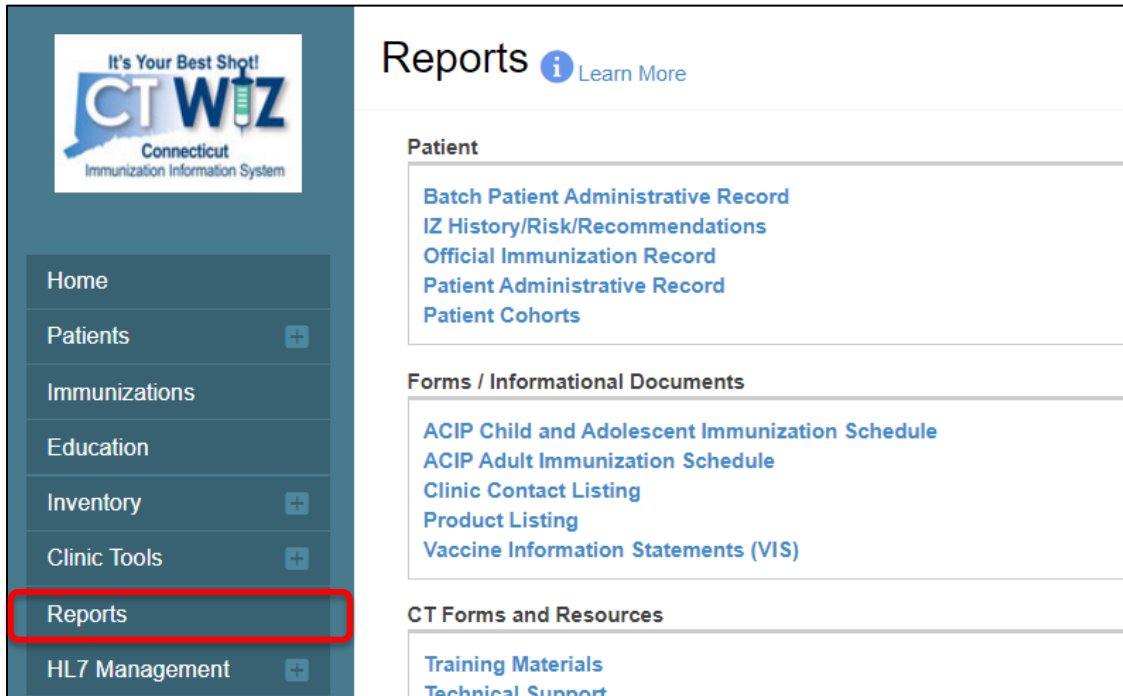 It's Your Best Shot!
CT WIZ
Connecticut
Immunization Information System
Home
Patients
Immunizations
Education
Inventory
Clinic Tools
Reports
HL7 Management
Reports i Learn More
Patient
Batch Patient Administrative Record
IZ History/Risk/Recommendations
Official Immunization Record
Patient Administrative Record
Patient Cohorts
Forms / Informational Documents
ACIP Child and Adolescent Immunization Schedule
ACIP Adult Immunization Schedule
Clinic Contact Listing
Product Listing
Vaccine Information Statements (VIS)
CT Forms and Resources
Training Materials
Technical Support